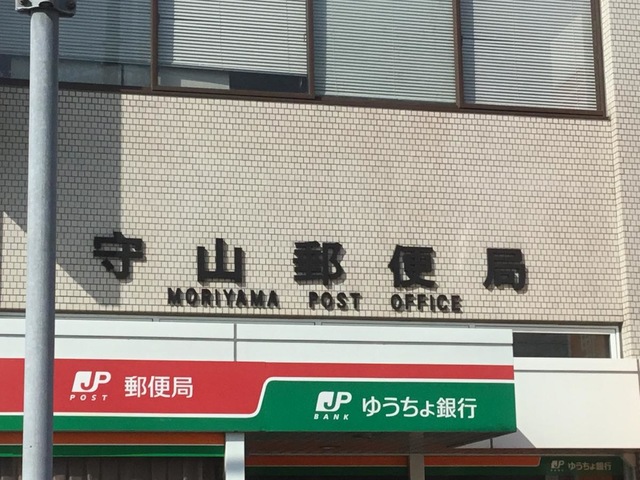 守山郵便局
MORIYAMA POST OFFICE
JP POST 郵便局
JP BANK ゆうちょ銀行
JP ゆうちょ銀行